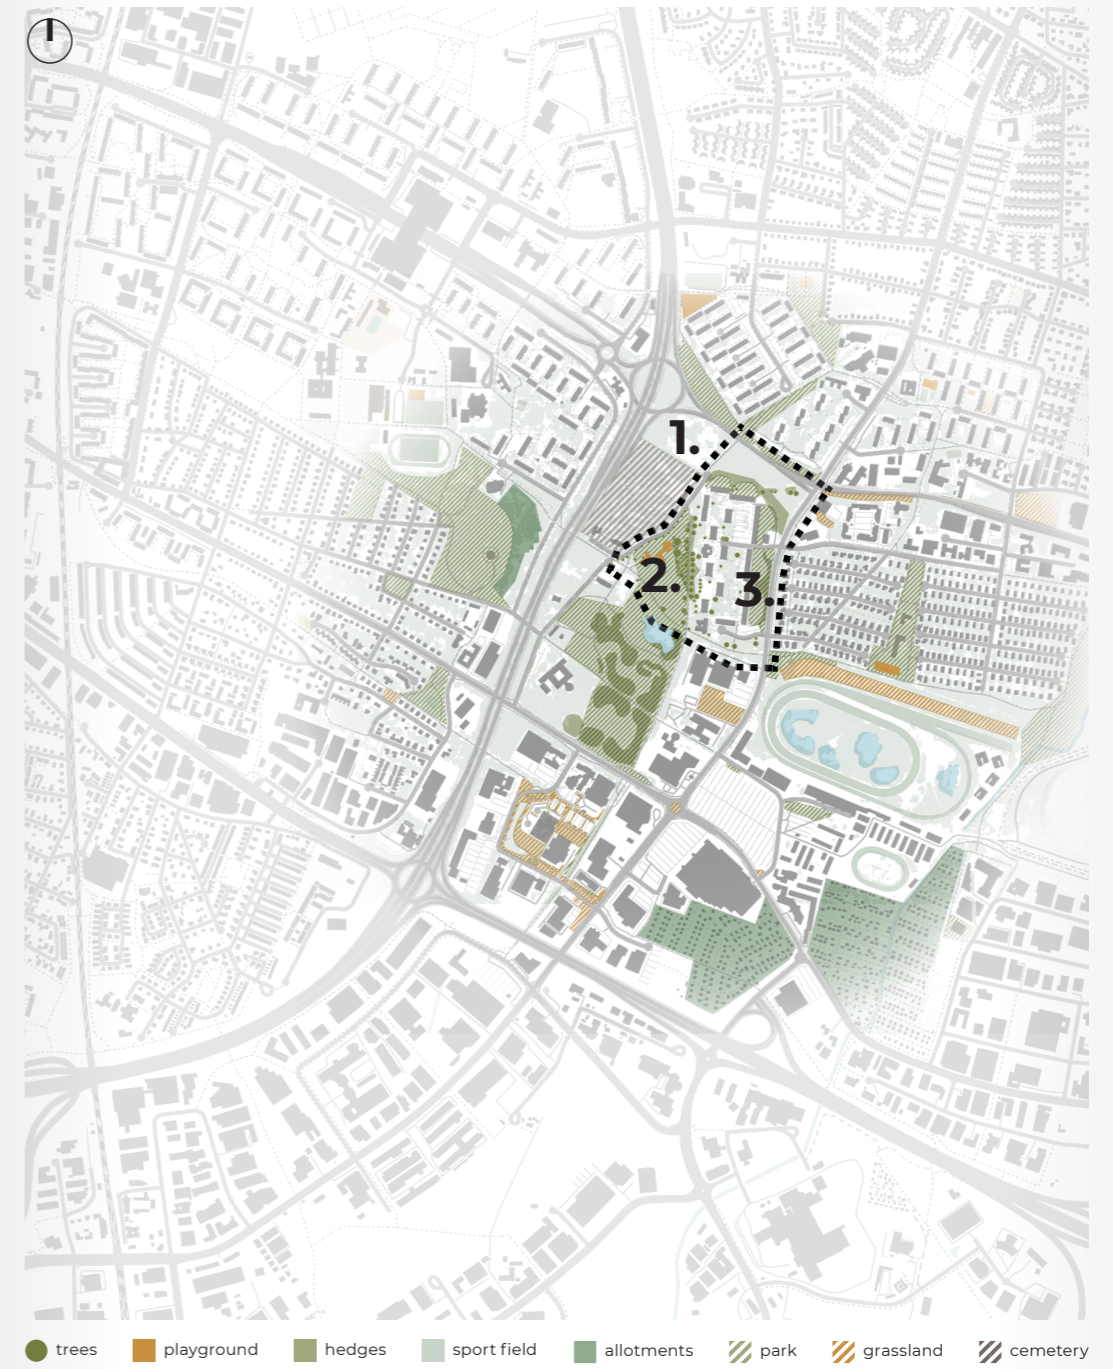 1.
2.
3.
trees playground hedges sport field allotments park grassland cemetery